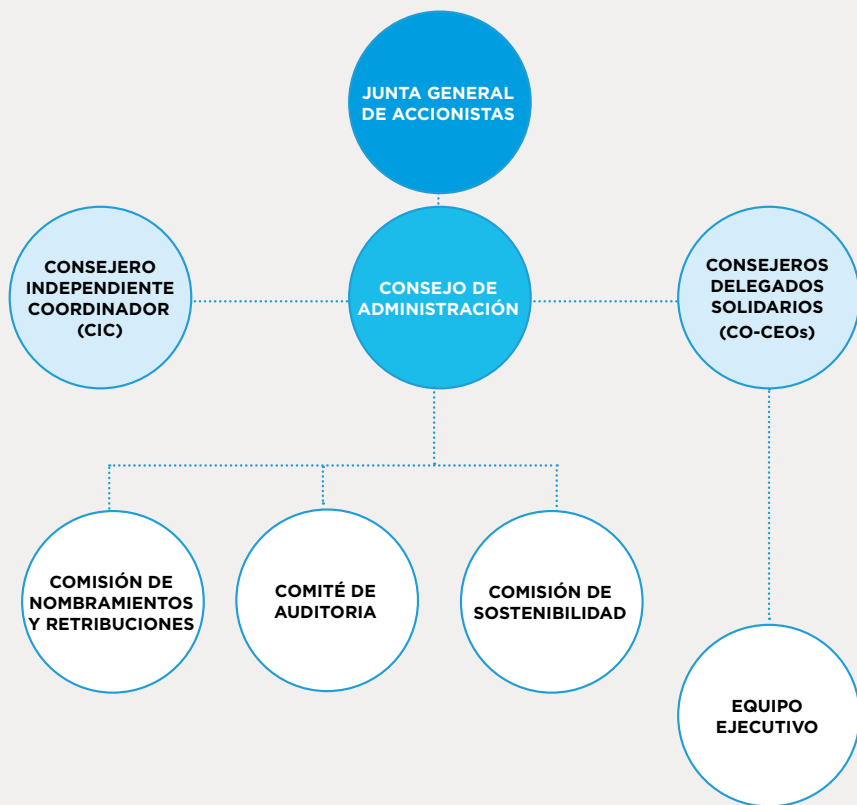 JUNTA GENERAL
DE ACCIONISTAS
CONSEJERO
INDEPENDIENTE
COORDINADOR
(CIC)
CONSEJO DE
ADMINISTRACIÓN
CONSEJEROS
DELEGADOS
SOLIDARIOS
(CO-CEOs)
COMISIÓN DE
NOMBRAMIENTOS
Y RETRIBUCIONES
COMITÉ DE
AUDITORIA
COMISIÓN DE
SOSTENIBILIDAD
EQUIPO
EJECUTIVO